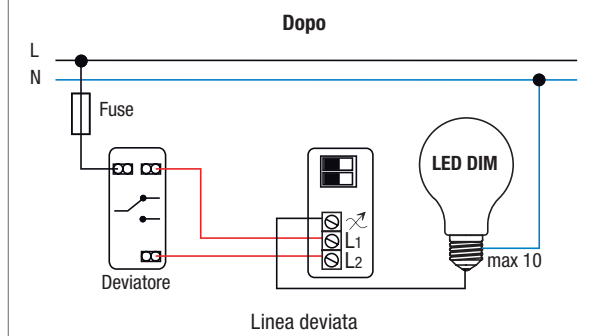 Dopo
L
N
Fuse
LED DIM
L1
L2
max 10
Deviatore
Linea deviata